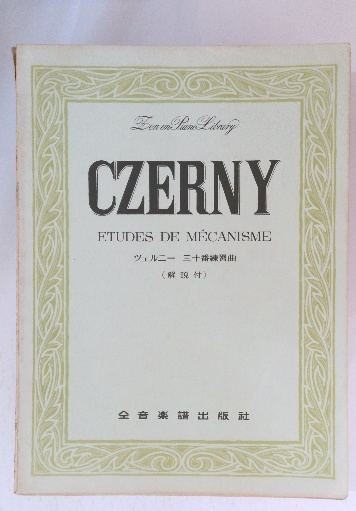 Zen-on Piano Library
CZERNY
ETUDES DE MÉCANISME
ツェルニー 三十番練習曲
(解説付)
全音楽譜出版社